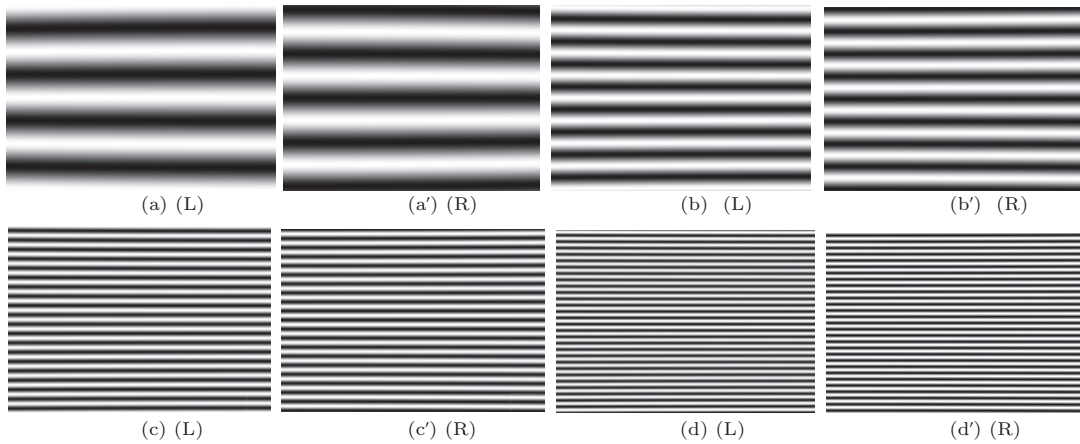 (a) (L) (a′) (R) (b) (L) (b′) (R)
(c) (L) (c′) (R) (d) (L) (d′) (R)